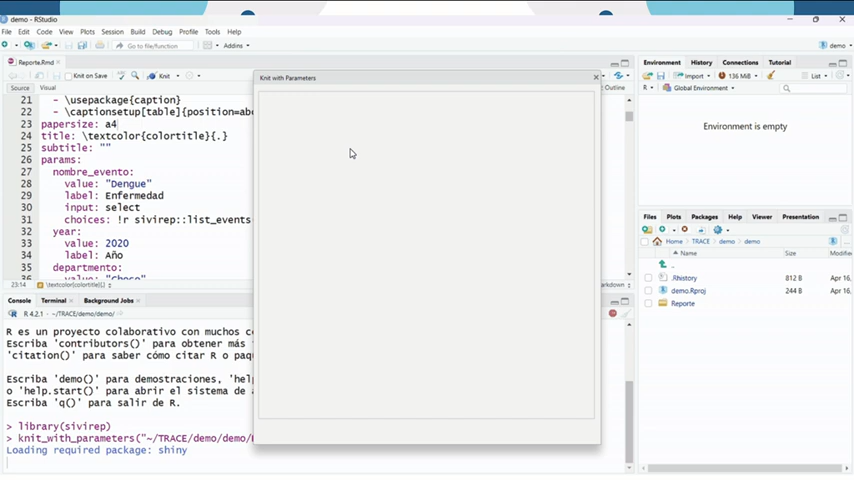 demo - RStudio
File Edit Code View Plots Session Build Debug Profile Tools Help
Go to file/function
Addins
demo
Reporte.Rmd
Knit on Save
Knit
Source Visual
Outline
21 - \usepackage{caption}
22 - \captionsetup[table]{position=abo
23 papersize: a4
24 title: \textcolor{colortitle}{.}
25 subtitle: ""
26 params:
27 nombre_evento:
28 value: "Dengue"
29 label: Enfermedad
30 input: select
31 choices: !r sivirep::list_events
32 year:
33 value: 2020
34 label: Año
35 departmento:
36 value: "Choco"
23:14 \textcolor{colortitle}{}
arkdown
Console Terminal Background Jobs
R 4.2.1 · ~/TRACE/demo/demo/
R es un proyecto colaborativo con muchos c
Escriba 'contributors()' para obtener más
'citation()' para saber cómo citar R o paq
Escriba 'demo()' para demostraciones, 'hel
o 'help.start()' para abrir el sistema de a
Escriba 'q()' para salir de R.
> library(sivirep)
> knit_with_parameters("~/TRACE/demo/demo/
Loading required package: shiny
Knit with Parameters
Environment History Connections Tutorial
Import 136 MiB List
R Global Environment
Environment is empty
Files Plots Packages Help Viewer Presentation
Home TRACE demo demo
Name Size Modifie
..
.Rhistory 812 B Apr 16,
demo.Rproj 244 B Apr 16,
Reporte